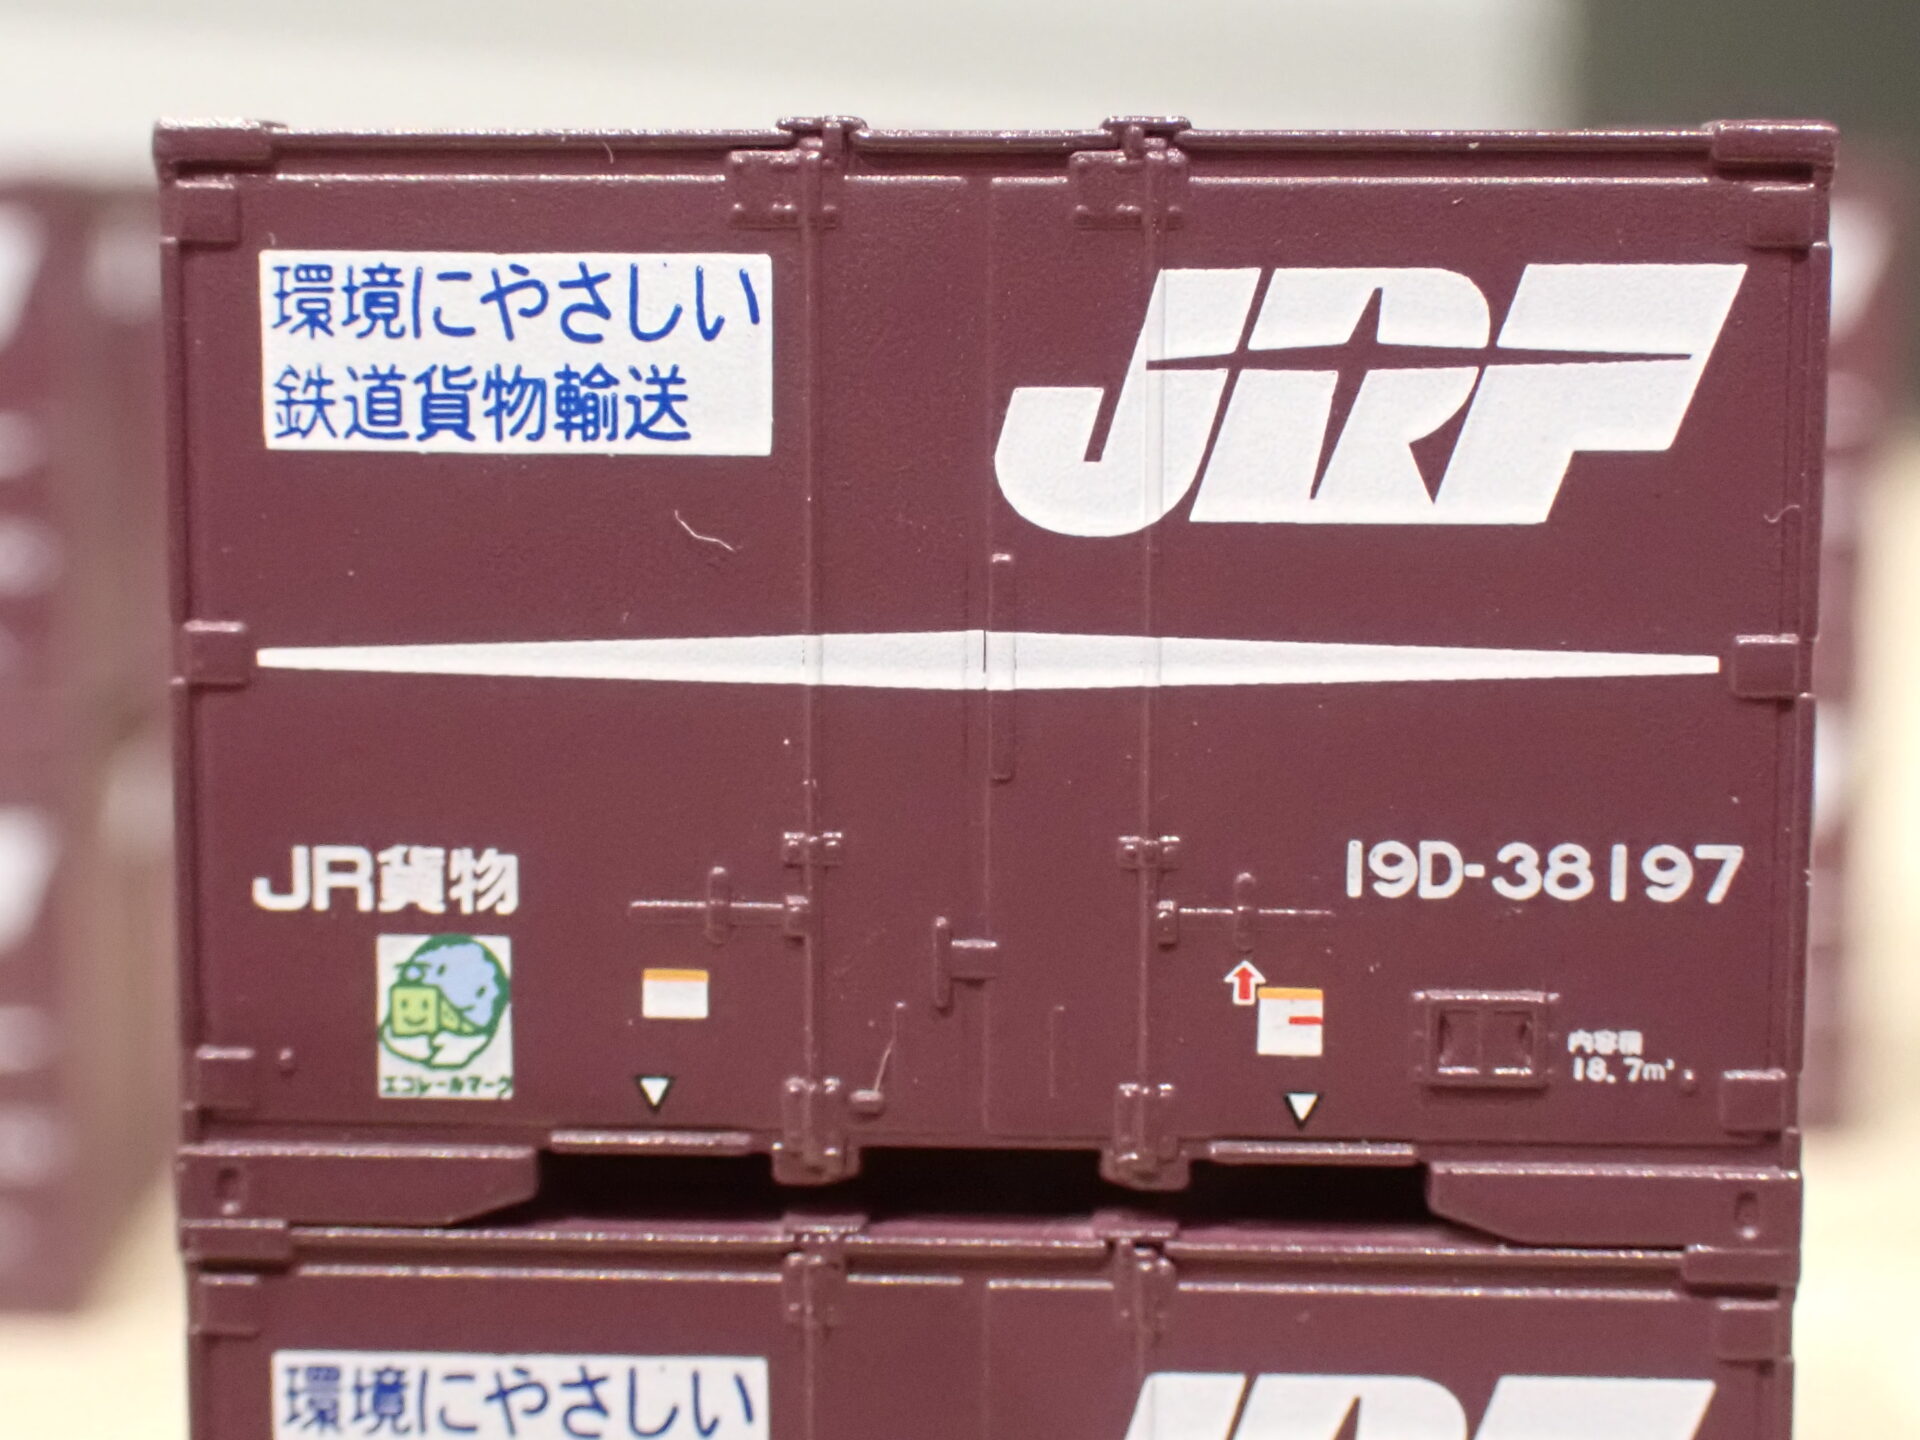 環境にやさしい
鉄道貨物輸送
JRF
JR貨物
19D-38197
エコレールマーク
内容積
18.7m³
環境にやさしい
JRF